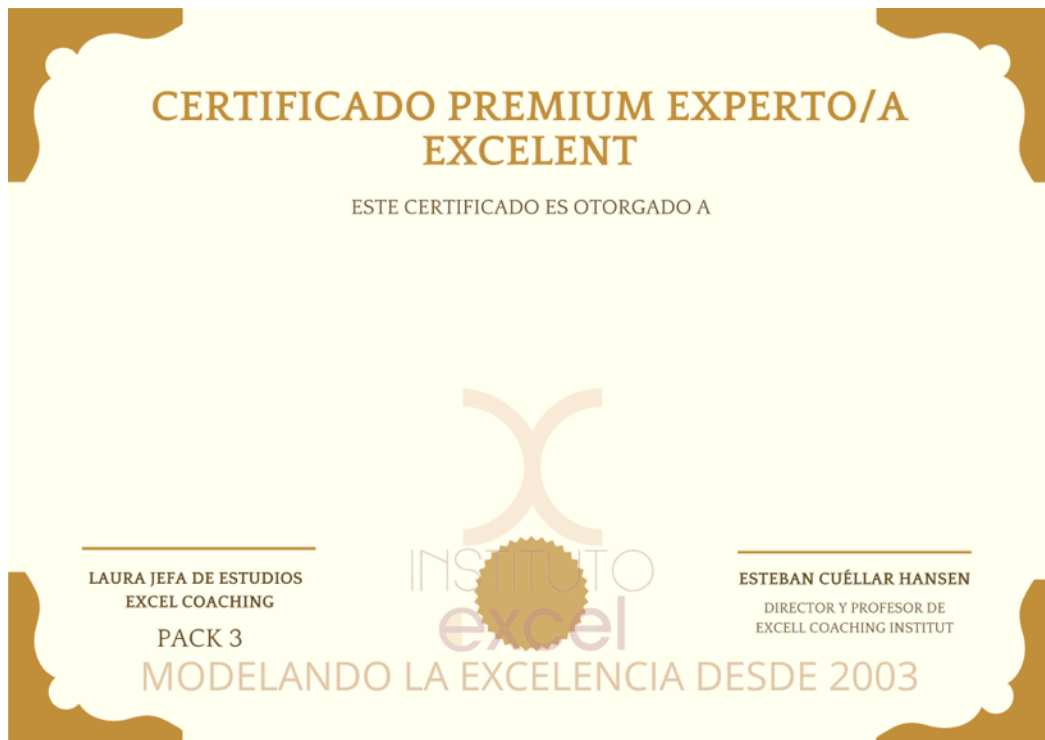 CERTIFICADO PREMIUM EXPERTO/A
EXCELENT
ESTE CERTIFICADO ES OTORGADO A
INSTITUTO
excel
LAURA JEFA DE ESTUDIOS
EXCEL COACHING
PACK 3
ESTEBAN CUÉLLAR HANSEN
DIRECTOR Y PROFESOR DE
EXCELL COACHING INSTITUT
MODELANDO LA EXCELENCIA DESDE 2003